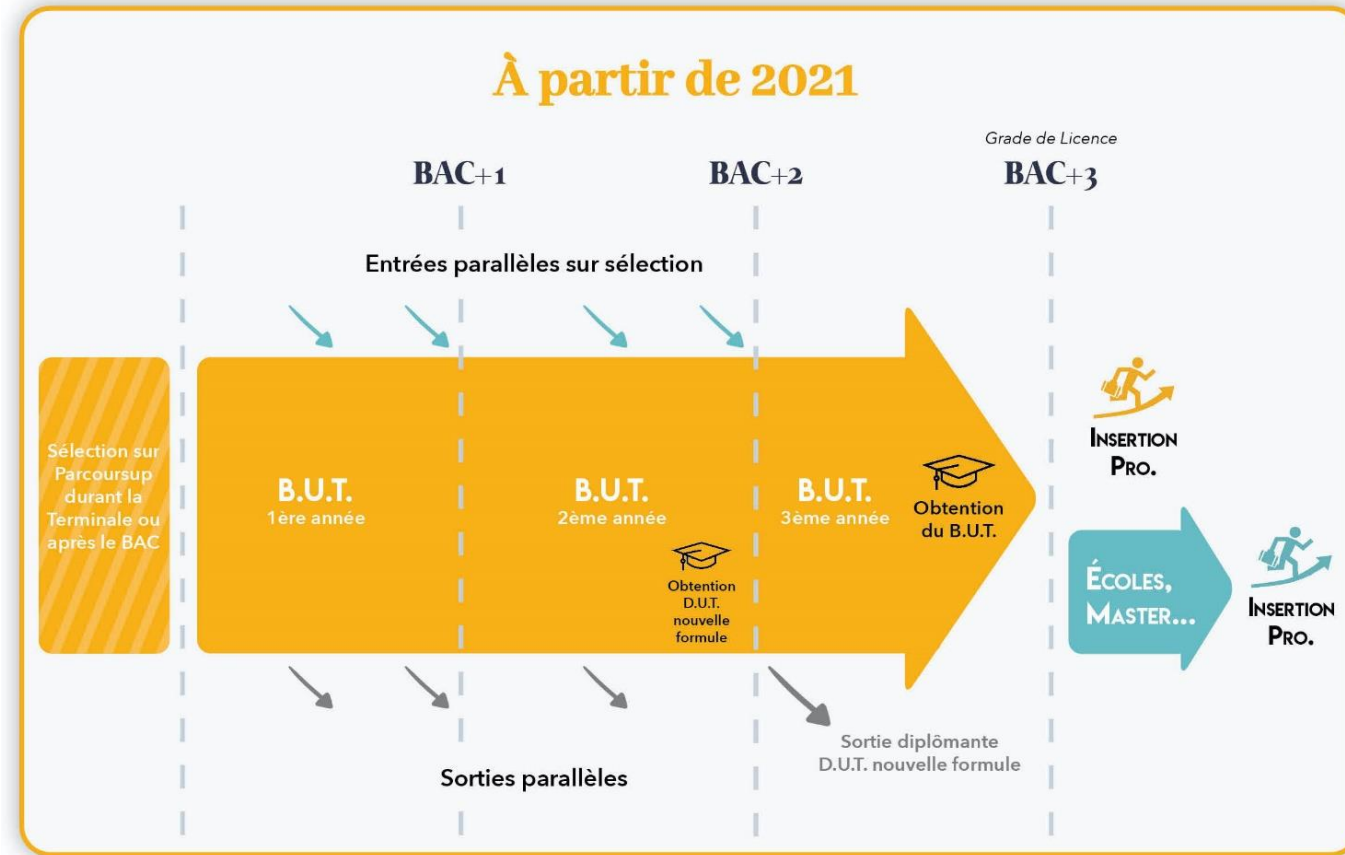 À partir de 2021
Grade de Licence
BAC+1
BAC+2
BAC+3
Entrées parallèles sur sélection
Sélection sur
Parcoursup
durant la
Terminale ou
après le BAC
B.U.T.
1ère année
B.U.T.
2ème année
Obtention
D.U.T.
nouvelle
formule
B.U.T.
3ème année
Obtention
du B.U.T.
INSERTION
PRO.
ÉCOLES,
MASTER...
INSERTION
PRO.
Sortie diplômante
D.U.T. nouvelle formule
Sorties parallèles